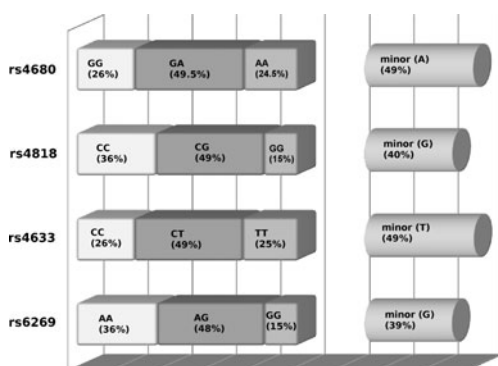 rs4680
GG
(26%)
GA
(49.5%)
AA
(24.5%)
minor (A)
(49%)
rs4818
CC
(36%)
CG
(49%)
GG
(15%)
minor (G)
(40%)
rs4633
CC
(26%)
CT
(49%)
TT
(25%)
minor (T)
(49%)
rs6269
AA
(36%)
AG
(48%)
GG
(15%)
minor (G)
(39%)